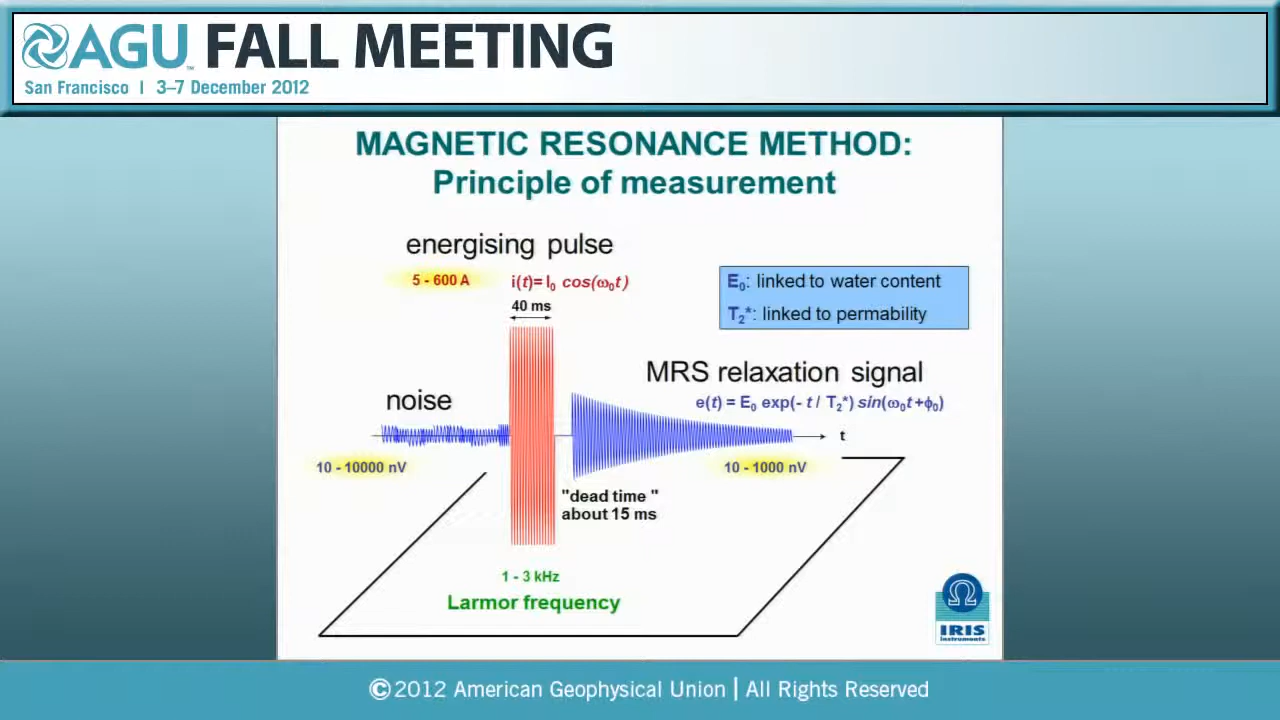 AGU™ FALL MEETING
San Francisco | 3–7 December 2012
MAGNETIC RESONANCE METHOD:
Principle of measurement
energising pulse
5 - 600 A
i(t)= I₀ cos(ω₀t)
40 ms
E₀: linked to water content
T₂*: linked to permability
MRS relaxation signal
e(t) = E₀ exp(- t / T₂*) sin(ω₀t+ϕ₀)
noise
t
10 - 10000 nV
10 - 1000 nV
"dead time "
about 15 ms
1 - 3 kHz
Larmor frequency
Ω
IRIS
Instruments
©2012 American Geophysical Union | All Rights Reserved